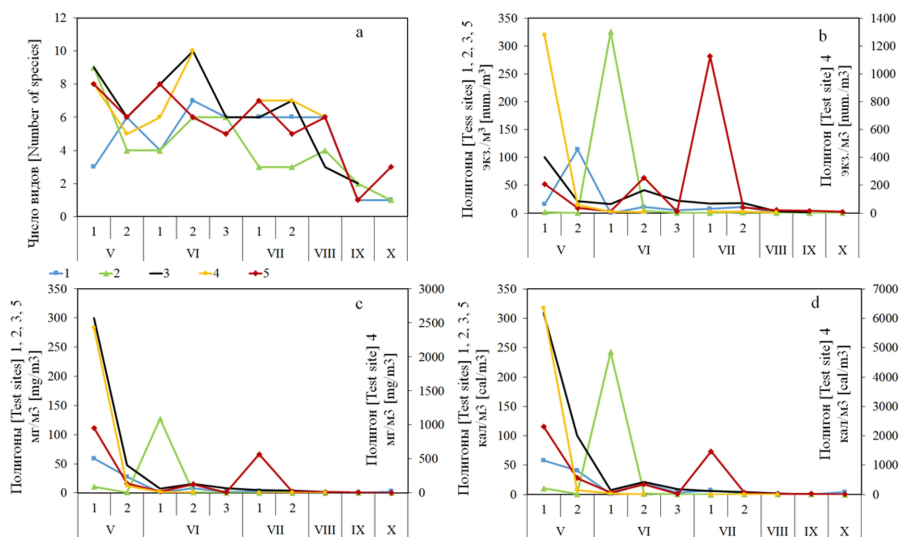 a
Число видов [Number of species]
12
10
8
6
4
2
0
1 2 1 2 3 1 2
V VI VII VIII IX X
b
Полигоны [Tess sites] 1, 2, 3, 5
экз./м³ [num./m³]
350
300
250
200
150
100
50
0
Полигон [Test site] 4
экз./м³ [num./m³]
1400
1200
1000
800
600
400
200
0
1 2 1 2 3 1 2
V VI VII VIII IX X
1 2 3 4 5
c
Полигоны [Test sites] 1, 2, 3, 5
мг/м3 [mg/m3]
350
300
250
200
150
100
50
0
Полигон [Test site] 4
мг/м3 [mg/m3]
3000
2500
2000
1500
1000
500
0
1 2 1 2 3 1 2
V VI VII VIII IX X
d
Полигоны [Test sites] 1, 2, 3, 5
кал/м3 [cal/m3]
350
300
250
200
150
100
50
0
Полигон [Test site] 4
кал/м3 [cal/m3]
7000
6000
5000
4000
3000
2000
1000
0
1 2 1 2 3 1 2
V VI VII VIII IX X